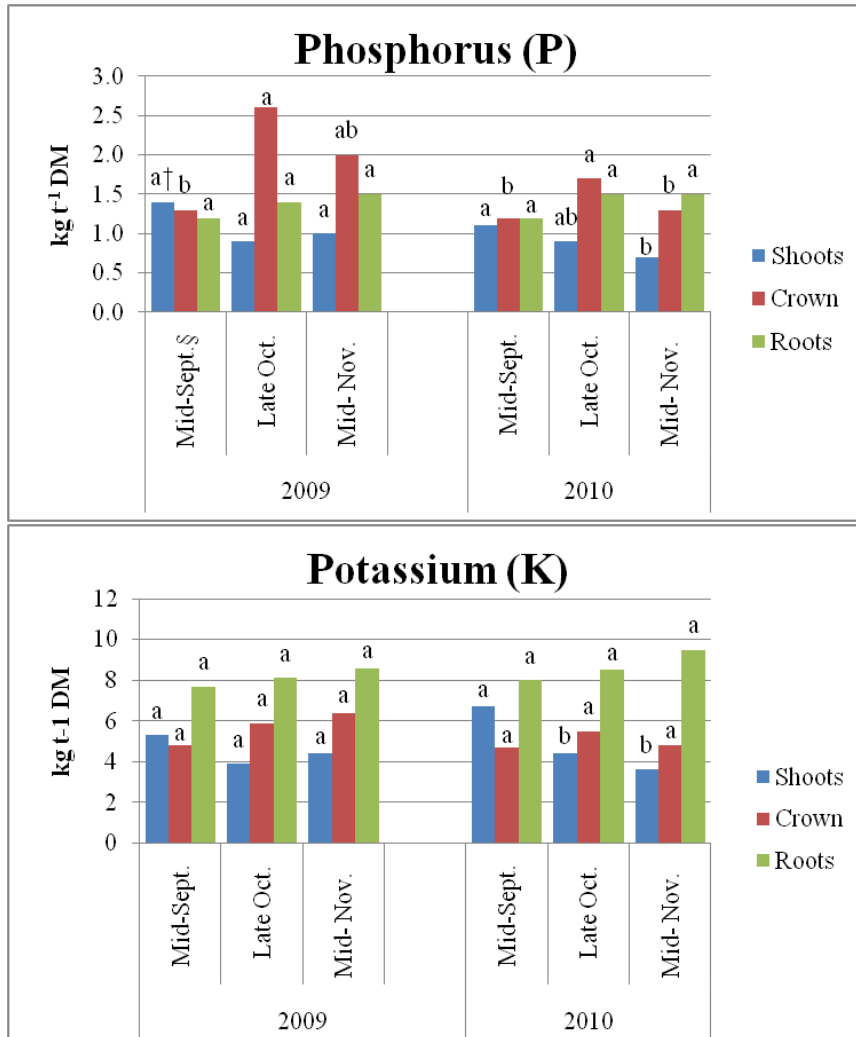 Phosphorus (P)
kg t⁻¹ DM
3.0
2.5
2.0
1.5
1.0
0.5
0.0
a† b a
a a a
a ab a
a b a
ab a a
b b a
Mid-Sept.§
Late Oct.
Mid- Nov.
Mid-Sept.
Late Oct.
Mid- Nov.
2009
2010
Shoots
Crown
Roots
Potassium (K)
kg t-1 DM
12
10
8
6
4
2
0
a a a
a a a
a a a
a a a
b a a
b a a
Mid-Sept.
Late Oct.
Mid- Nov.
Mid-Sept.
Late Oct.
Mid- Nov.
2009
2010
Shoots
Crown
Roots